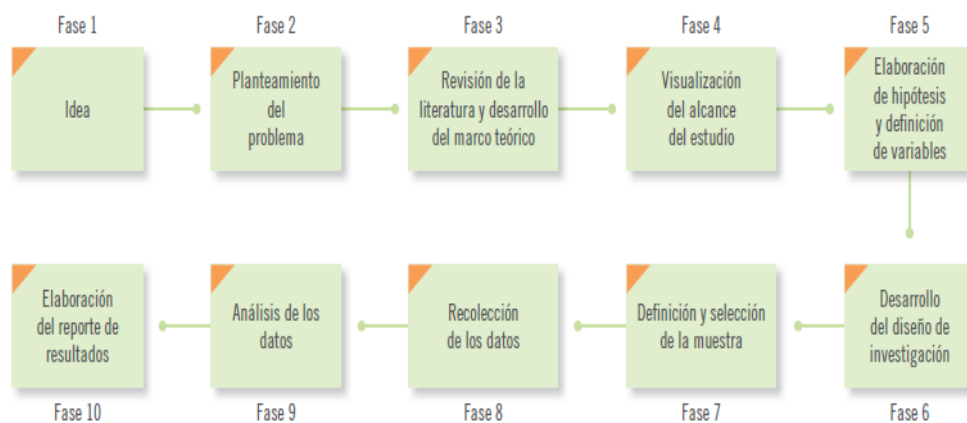 Fase 1
Idea
Fase 2
Planteamiento
del
problema
Fase 3
Revisión de la
literatura y desarrollo
del marco teórico
Fase 4
Visualización
del alcance
del estudio
Fase 5
Elaboración
de hipótesis
y definición
de variables
Desarrollo
del diseño de
investigación
Fase 6
Definición y selección
de la muestra
Fase 7
Recolección
de los datos
Fase 8
Análisis de los
datos
Fase 9
Elaboración
del reporte de
resultados
Fase 10